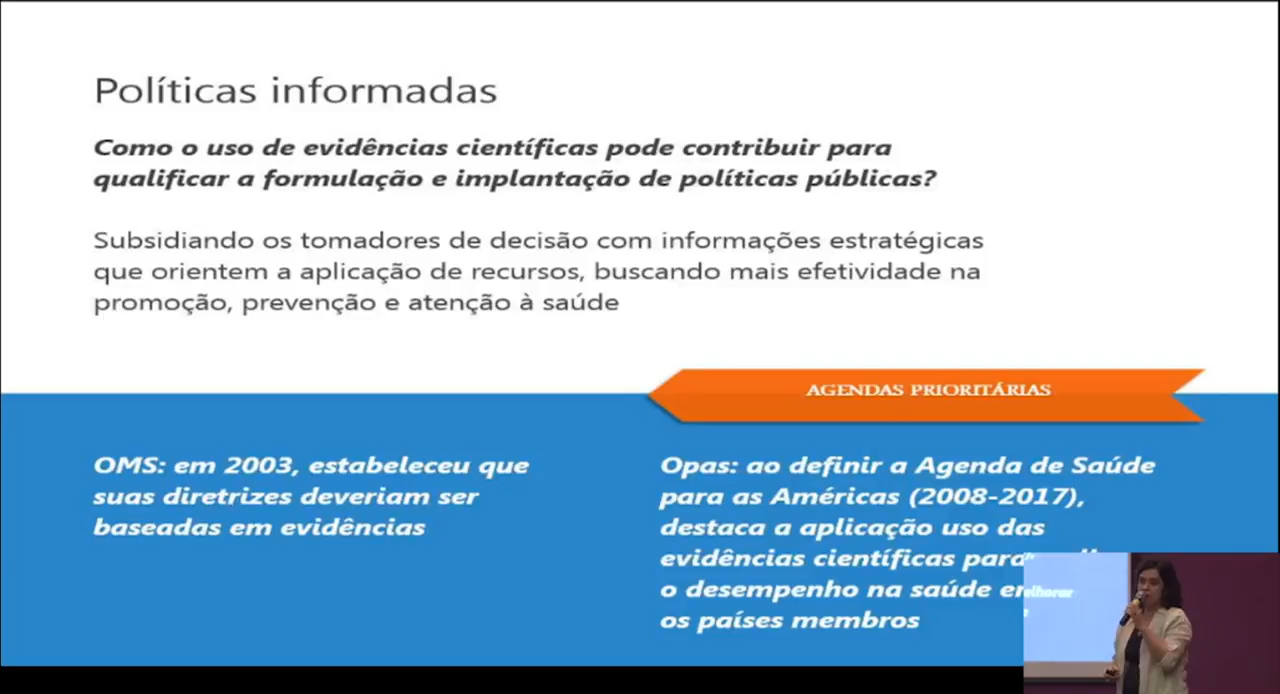 Políticas informadas
Como o uso de evidências científicas pode contribuir para
qualificar a formulação e implantação de políticas públicas?
Subsidiando os tomadores de decisão com informações estratégicas
que orientem a aplicação de recursos, buscando mais efetividade na
promoção, prevenção e atenção à saúde
AGENDAS PRIORITÁRIAS
OMS: em 2003, estabeleceu que
suas diretrizes deveriam ser
baseadas em evidências
Opas: ao definir a Agenda de Saúde
para as Américas (2008-2017),
destaca a aplicação uso das
evidências científicas para
o desempenho na saúde
os países membros